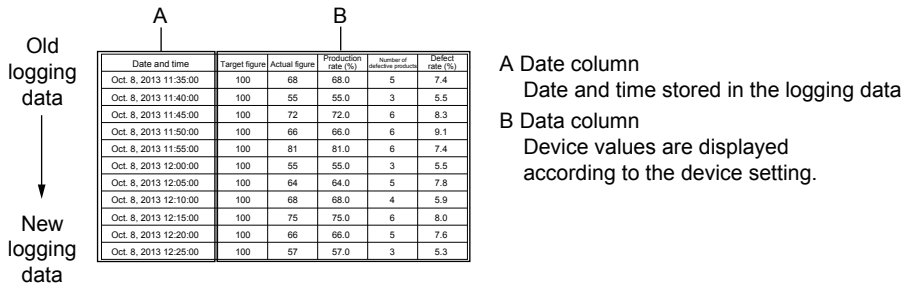 A
B
Old
logging
data
New
logging
data
Date and time Target figure Actual figure Production rate (%) Number of defective products Defect rate (%)
Oct. 8, 2013 11:35:00 100 68 68.0 5 7.4
Oct. 8, 2013 11:40:00 100 55 55.0 3 5.5
Oct. 8, 2013 11:45:00 100 72 72.0 6 8.3
Oct. 8, 2013 11:50:00 100 66 66.0 6 9.1
Oct. 8, 2013 11:55:00 100 81 81.0 6 7.4
Oct. 8, 2013 12:00:00 100 55 55.0 3 5.5
Oct. 8, 2013 12:05:00 100 64 64.0 5 7.8
Oct. 8, 2013 12:10:00 100 68 68.0 4 5.9
Oct. 8, 2013 12:15:00 100 75 75.0 6 8.0
Oct. 8, 2013 12:20:00 100 66 66.0 5 7.6
Oct. 8, 2013 12:25:00 100 57 57.0 3 5.3
A Date column
Date and time stored in the logging data
B Data column
Device values are displayed
according to the device setting.